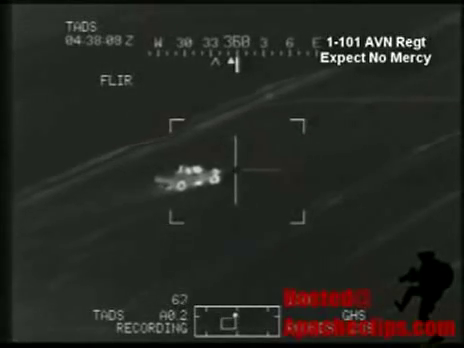 TADS
04:38:09 Z
W 30 33 360 3 6 E
1-101 AVN Regt
Expect No Mercy
FLIR
62
TADS A0.2 GHS
RECORDING
Hosted@
Apacheclips.com